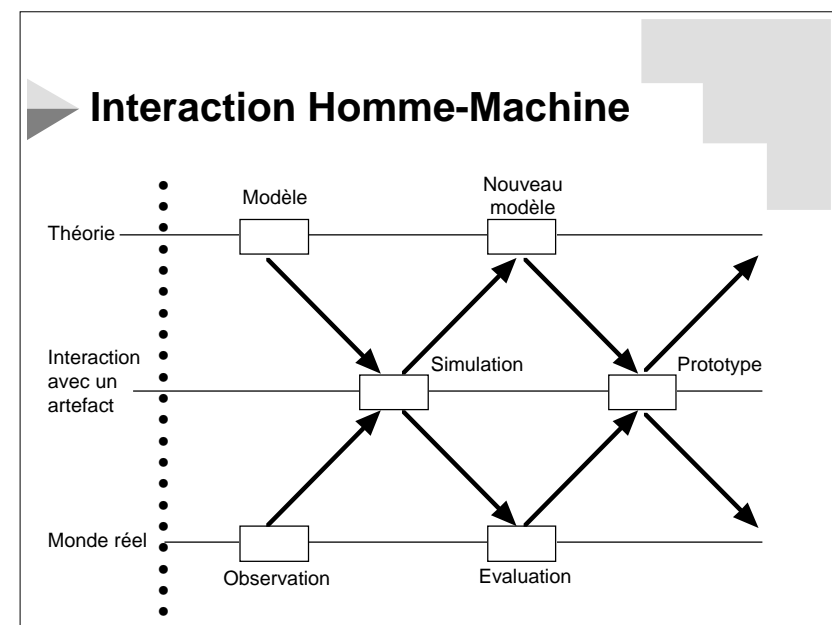 Interaction Homme-Machine
Modèle
Nouveau
modèle
Théorie
Interaction
avec un
artefact
Simulation
Prototype
Monde réel
Observation
Evaluation